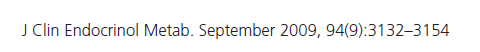 J Clin Endocrinol Metab. September 2009, 94(9):3132–3154